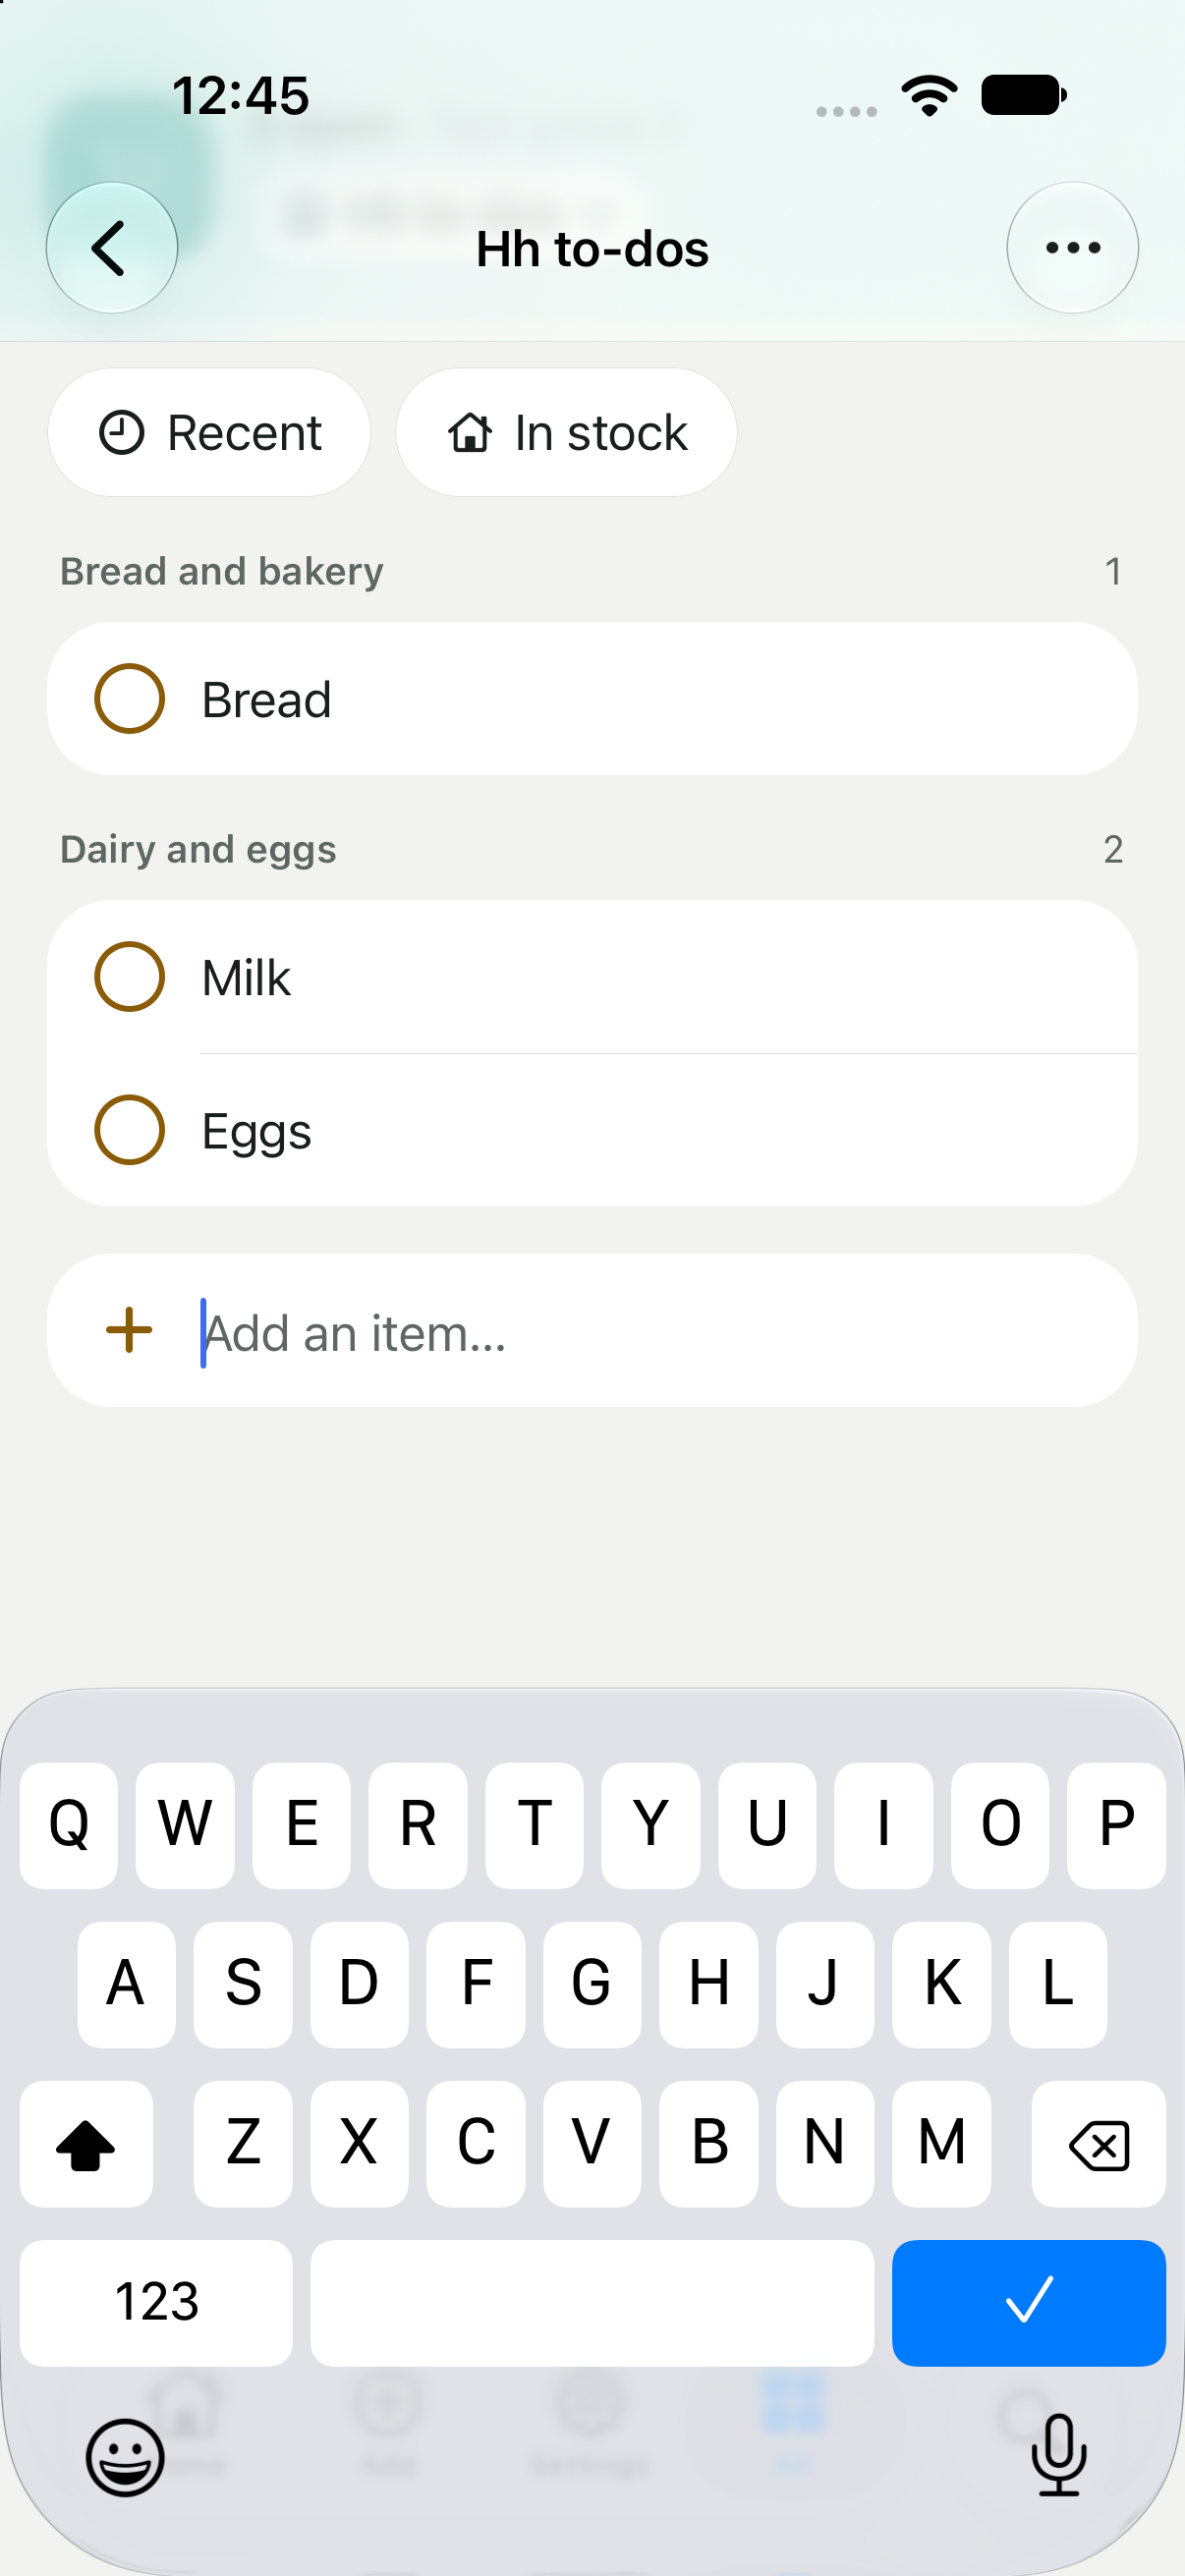 12:45
Hh to-dos
Recent
In stock
Bread and bakery
1
Bread
Dairy and eggs
2
Milk
Eggs
Add an item...
Q W E R T Y U I O P
A S D F G H J K L
Z X C V B N M
123